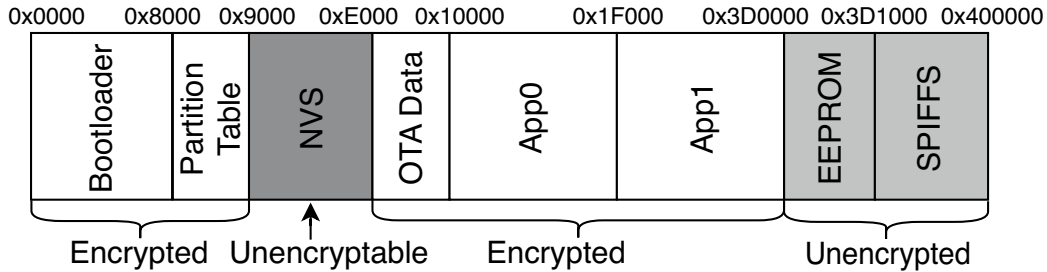 0x0000 0x8000 0x9000 0xE000 0x10000 0x1F000 0x3D0000 0x3D1000 0x400000
Bootloader
Partition
Table
NVS
OTA Data
App0
App1
EEPROM
SPIFFS
Encrypted Unencryptable Encrypted Unencrypted